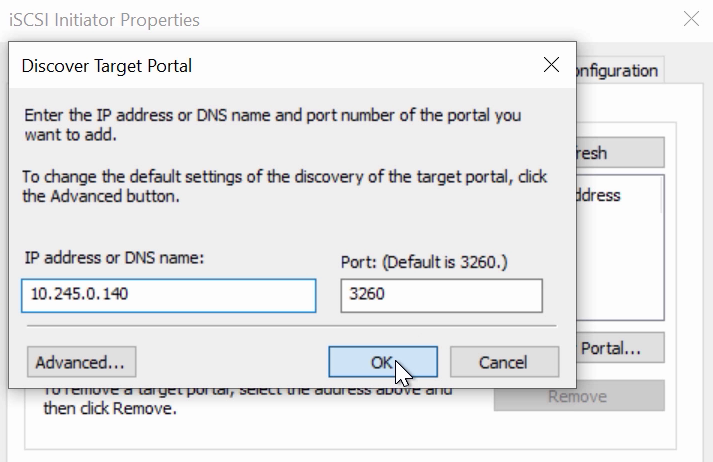 iSCSI Initiator Properties
Discover Target Portal
Enter the IP address or DNS name and port number of the portal you
want to add.
To change the default settings of the discovery of the target portal, click
the Advanced button.
IP address or DNS name:
Port: (Default is 3260.)
10.245.0.140
3260
Advanced...
OK
Cancel
Portal...
To remove a target portal, select the address above and
then click Remove.
Remove